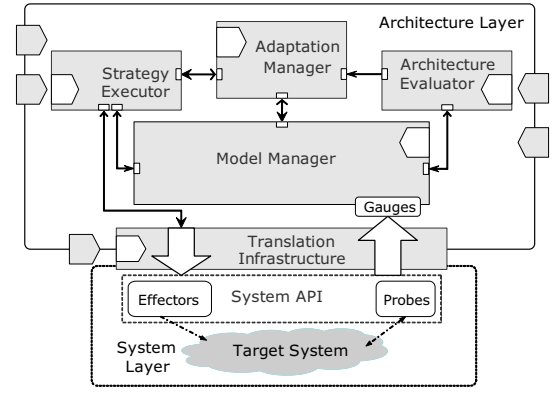 Architecture Layer
Strategy
Executor
Adaptation
Manager
Architecture
Evaluator
Model Manager
Gauges
Translation
Infrastructure
Effectors
System API
Probes
System
Layer
Target System